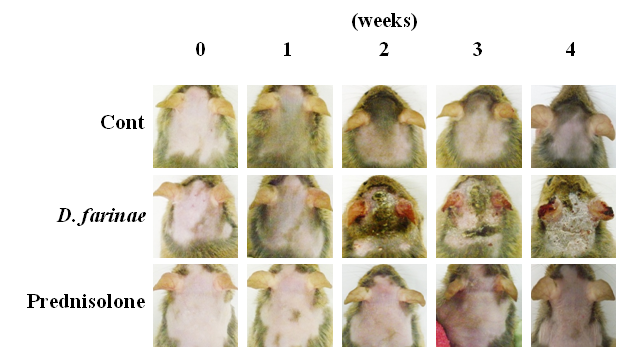 (weeks)
0 1 2 3 4
Cont
D. farinae
Prednisolone